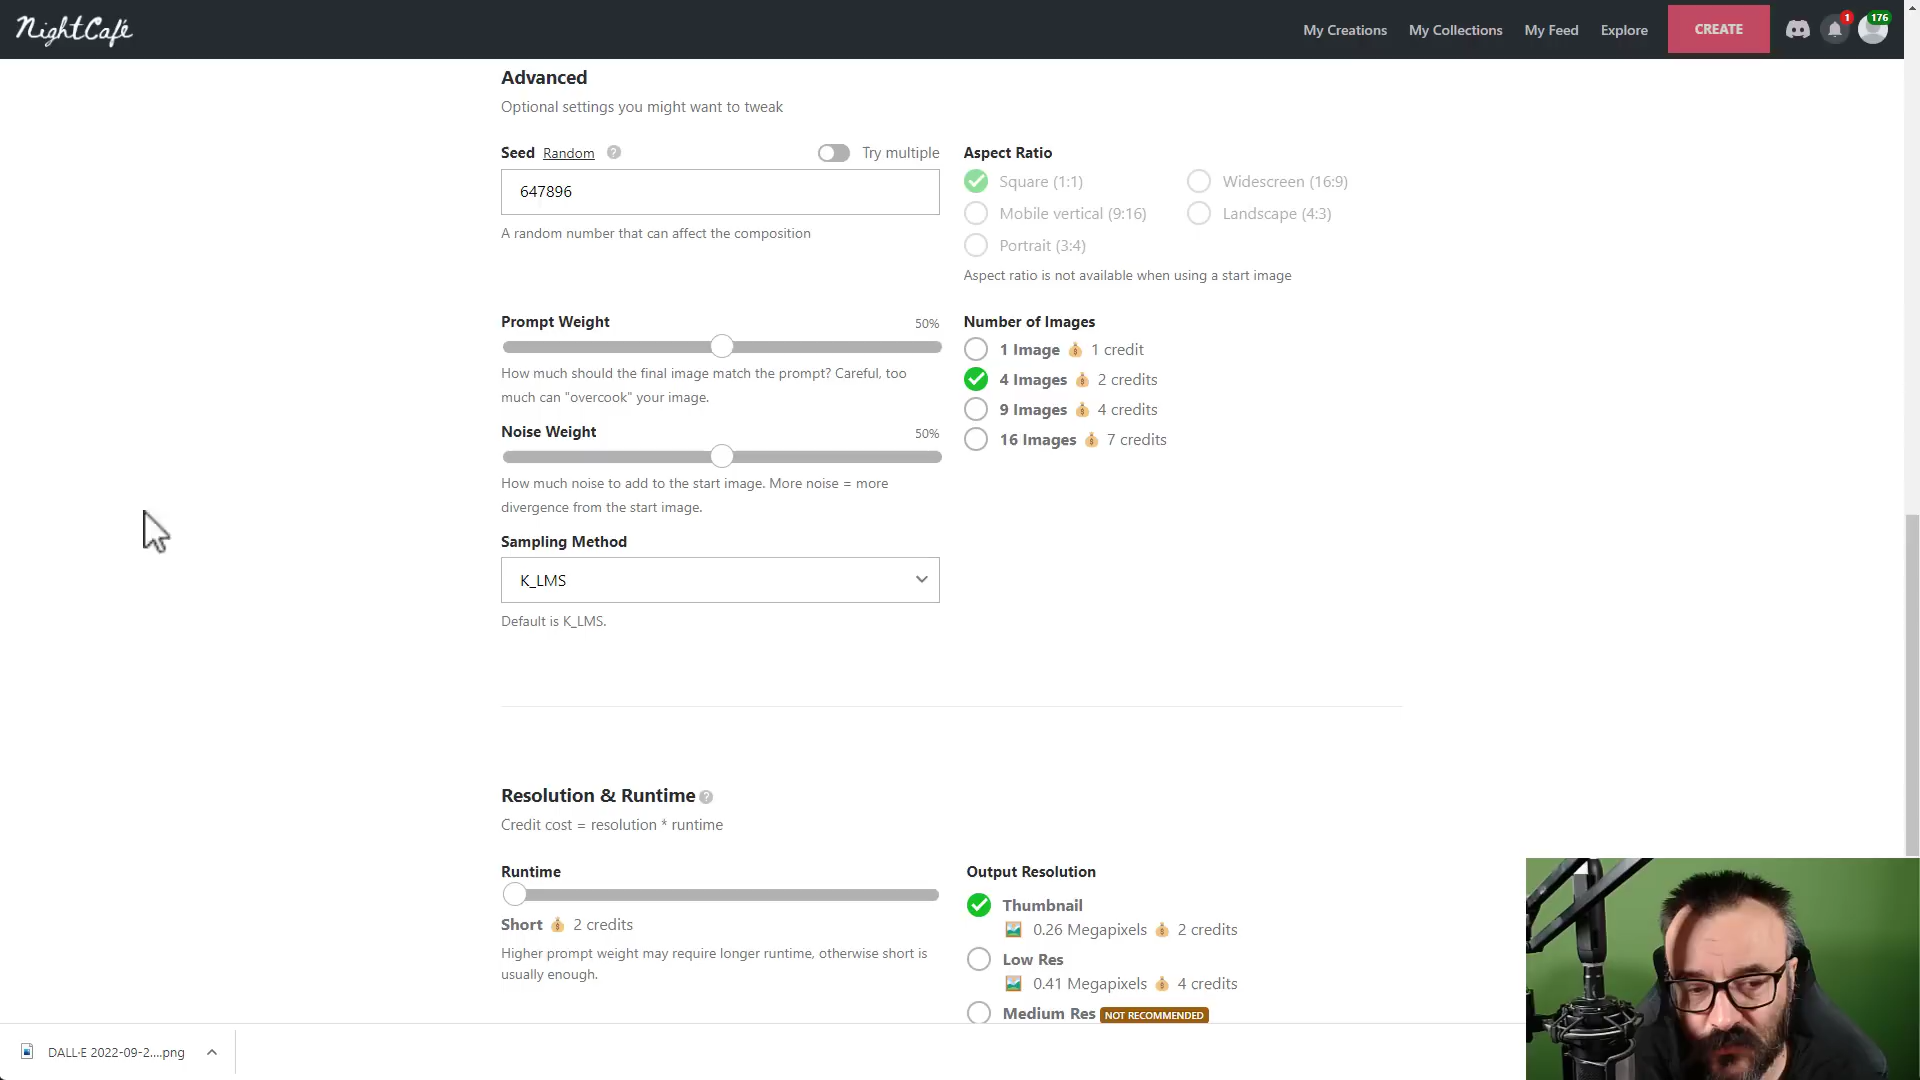 NightCafé
My Creations
My Collections
My Feed
Explore
CREATE
1
176
Advanced
Optional settings you might want to tweak
Seed Random ?
Try multiple
647896
A random number that can affect the composition
Aspect Ratio
Square (1:1)
Widescreen (16:9)
Mobile vertical (9:16)
Landscape (4:3)
Portrait (3:4)
Aspect ratio is not available when using a start image
Prompt Weight 50%
How much should the final image match the prompt? Careful, too
much can "overcook" your image.
Noise Weight 50%
How much noise to add to the start image. More noise = more
divergence from the start image.
Sampling Method
K_LMS
Default is K_LMS.
Number of Images
1 Image 1 credit
4 Images 2 credits
9 Images 4 credits
16 Images 7 credits
Resolution & Runtime ?
Credit cost = resolution * runtime
Runtime
Short 2 credits
Higher prompt weight may require longer runtime, otherwise short is
usually enough.
Output Resolution
Thumbnail
0.26 Megapixels 2 credits
Low Res
0.41 Megapixels 4 credits
Medium Res NOT RECOMMENDED
DALL·E 2022-09-2....png